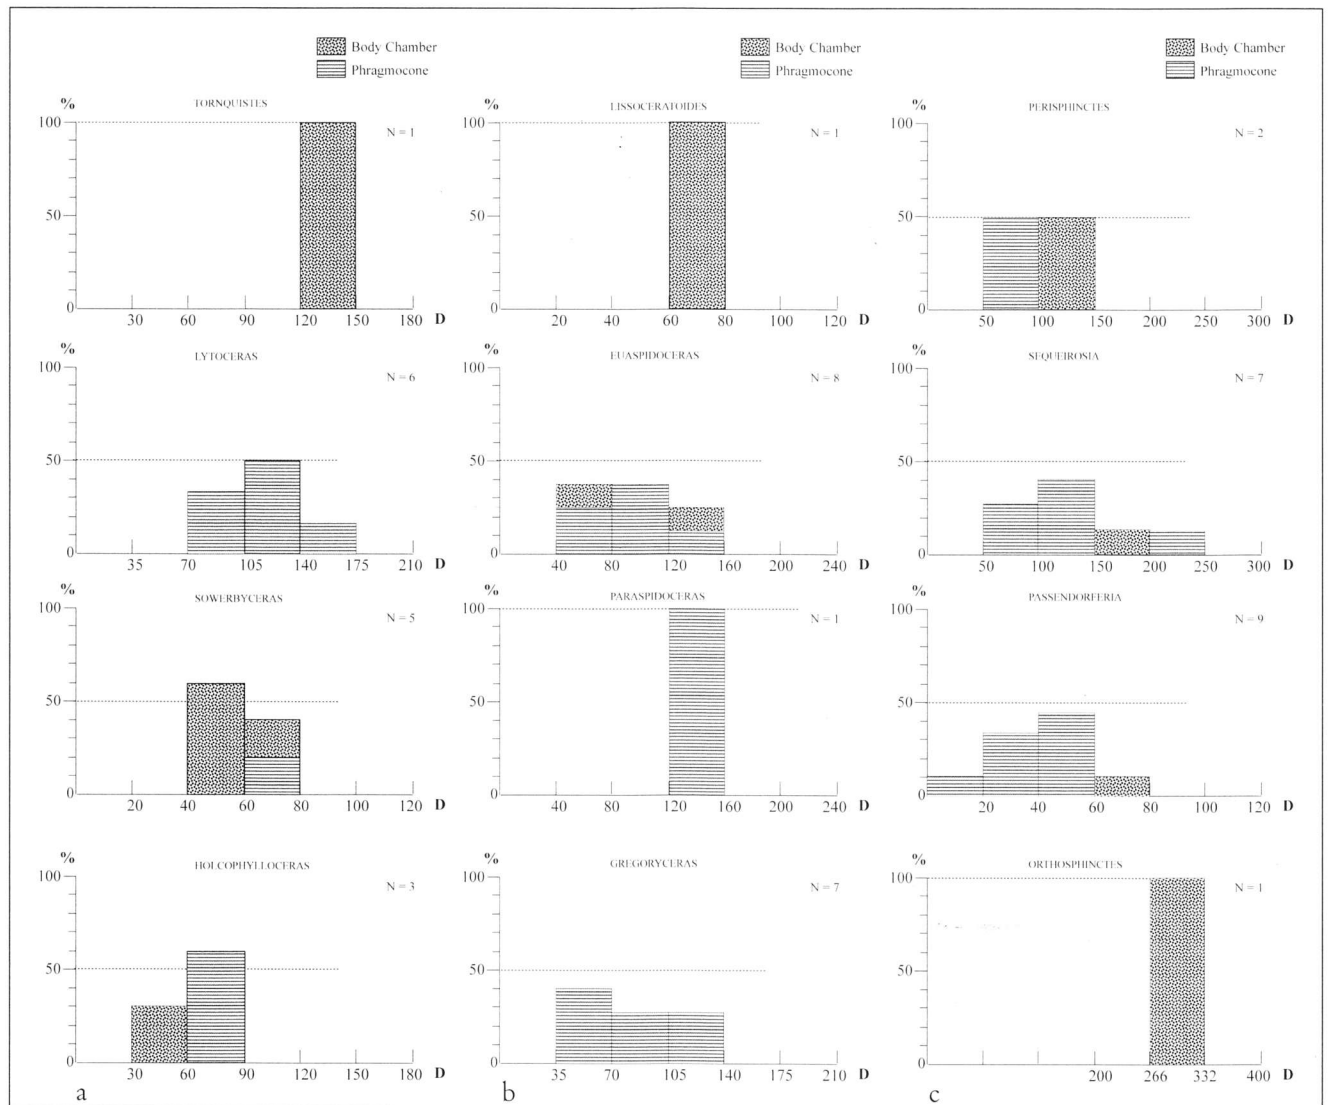 Body Chamber
Phragmocone
Body Chamber
Phragmocone
Body Chamber
Phragmocone
%
TORNQUISTES
N = 1
100
50
0
30 60 90 120 150 180 D
%
LISSOCERATOIDES
N = 1
100
50
0
20 40 60 80 100 120 D
%
PERISPHINCTES
N = 2
100
50
0
50 100 150 200 250 300 D
%
LYTOCERAS
N = 6
100
50
0
35 70 105 140 175 210 D
%
EUASPIDOCERAS
N = 8
100
50
0
40 80 120 160 200 240 D
%
SEQUEIROSIA
N = 7
100
50
0
50 100 150 200 250 300 D
%
SOWERBYCERAS
N = 5
100
50
0
20 40 60 80 100 120 D
%
PARASPIDOCERAS
N = 1
100
50
0
40 80 120 160 200 240 D
%
PASSENDORFERIA
N = 9
100
50
0
20 40 60 80 100 120 D
%
HOLCOPHYLLOCERAS
N = 3
100
50
0
30 60 90 120 150 180 D
a
%
GREGORYCERAS
N = 7
100
50
0
35 70 105 140 175 210 D
b
%
ORTHOSPHINCTES
N = 1
100
50
0
200 266 332 400 D
c